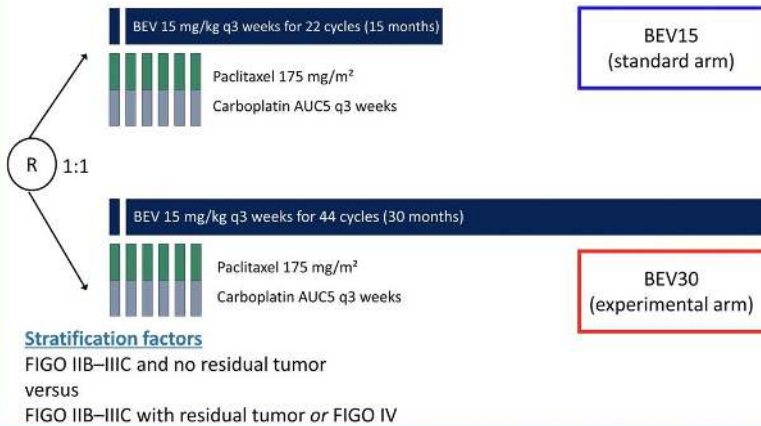 BEV 15 mg/kg q3 weeks for 22 cycles (15 months)
BEV15
(standard arm)
Paclitaxel 175 mg/m²
Carboplatin AUC5 q3 weeks
R
1:1
BEV 15 mg/kg q3 weeks for 44 cycles (30 months)
Paclitaxel 175 mg/m²
Carboplatin AUC5 q3 weeks
BEV30
(experimental arm)
Stratification factors
FIGO IIB–IIIC and no residual tumor
versus
FIGO IIB–IIIC with residual tumor or FIGO IV